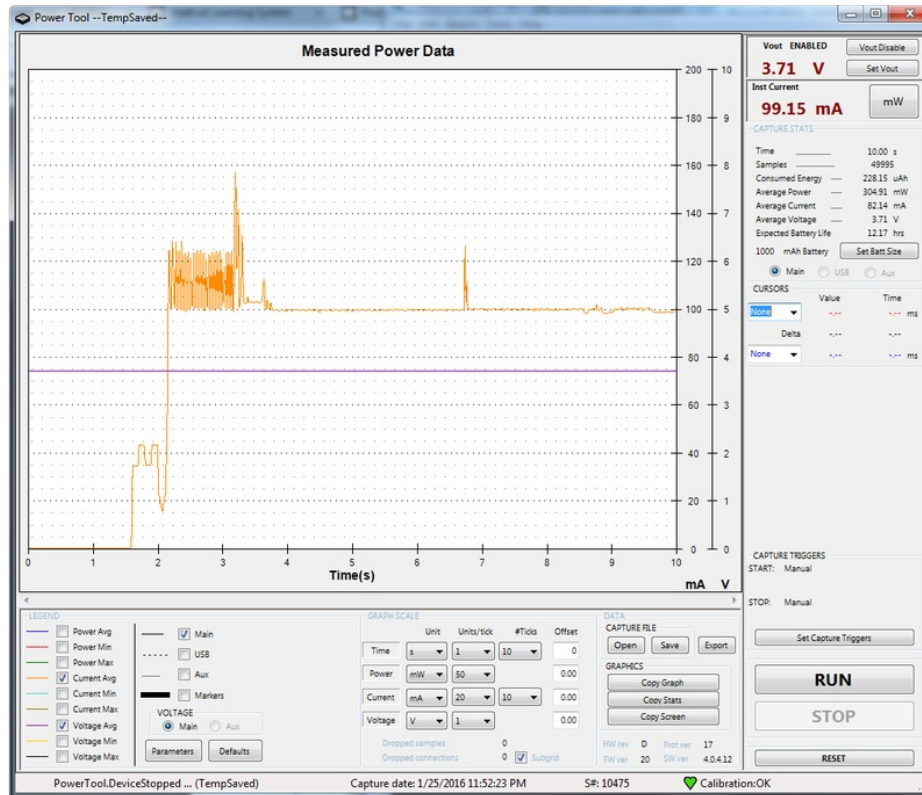 Power Tool --TempSaved--
Measured Power Data
200 10
180 9
160 8
140 7
120 6
100 5
80 4
60 3
40 2
20 1
0 0
0 1 2 3 4 5 6 7 8 9 10
Time(s)
mA V
Vout ENABLED Vout Disable
3.71 V Set Vout
Inst Current
99.15 mA mW
CAPTURE STATS
Time 10.00 s
Samples 49995
Consumed Energy 228.15 uAh
Average Power 304.91 mW
Average Current 82.14 mA
Average Voltage 3.71 V
Expected Battery Life 12.17 hrs
1000 mAh Battery Set Batt Size
Main USB Aux
CURSORS
Value Time
None -.-- -.-- ms
Delta -.-- -.--
None -.-- -.-- ms
CAPTURE TRIGGERS
START: Manual
STOP: Manual
Set Capture Triggers
RUN
STOP
RESET
LEGEND
Power Avg
Power Min
Power Max
Current Avg
Current Min
Current Max
Voltage Avg
Voltage Min
Voltage Max
Main
USB
Aux
Markers
VOLTAGE
Main Aux
Parameters Defaults
GRAPH SCALE
Unit Units/tick #Ticks Offset
Time s 1 10 0
Power mW 50 0.00
Current mA 20 10 0.00
Voltage V 1 0.00
Dropped samples 0
Dropped connections 0 Subgrid
DATA
CAPTURE FILE
Open Save Export
GRAPHICS
Copy Graph
Copy Stats
Copy Screen
HW rev D Prot ver 17
FW ver 20 SW ver 4.0.4.12
PowerTool.DeviceStopped ... (TempSaved) Capture date: 1/25/2016 11:52:23 PM S#: 10475 Calibration:OK